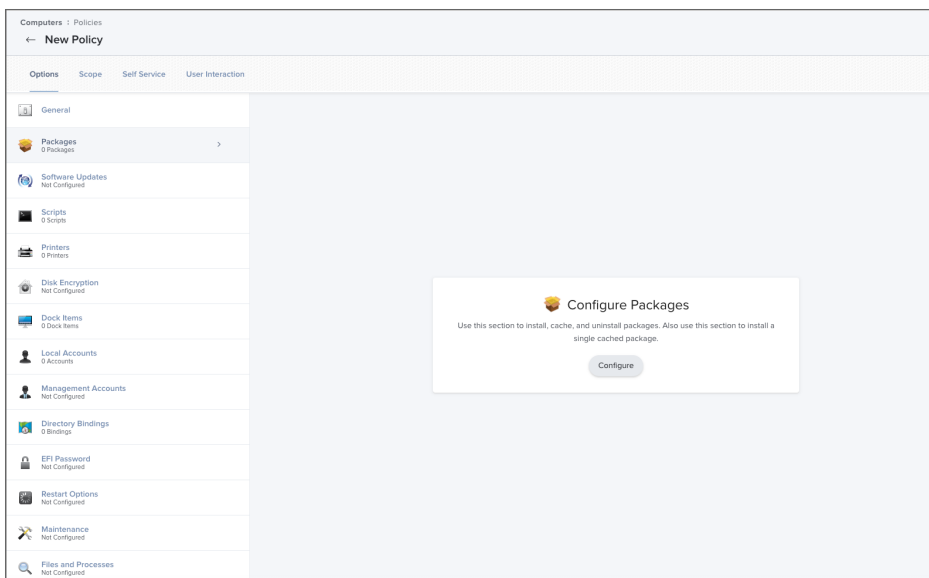 Computers : Policies
← New Policy
Options Scope Self Service User Interaction
General
Packages
0 Packages
Software Updates
Not Configured
Scripts
0 Scripts
Printers
0 Printers
Disk Encryption
Not Configured
Dock Items
0 Dock Items
Local Accounts
0 Accounts
Management Accounts
Not Configured
Directory Bindings
0 Bindings
EFI Password
Not Configured
Restart Options
Not Configured
Maintenance
Not Configured
Files and Processes
Not Configured
Configure Packages
Use this section to install, cache, and uninstall packages. Also use this section to install a
single cached package.
Configure